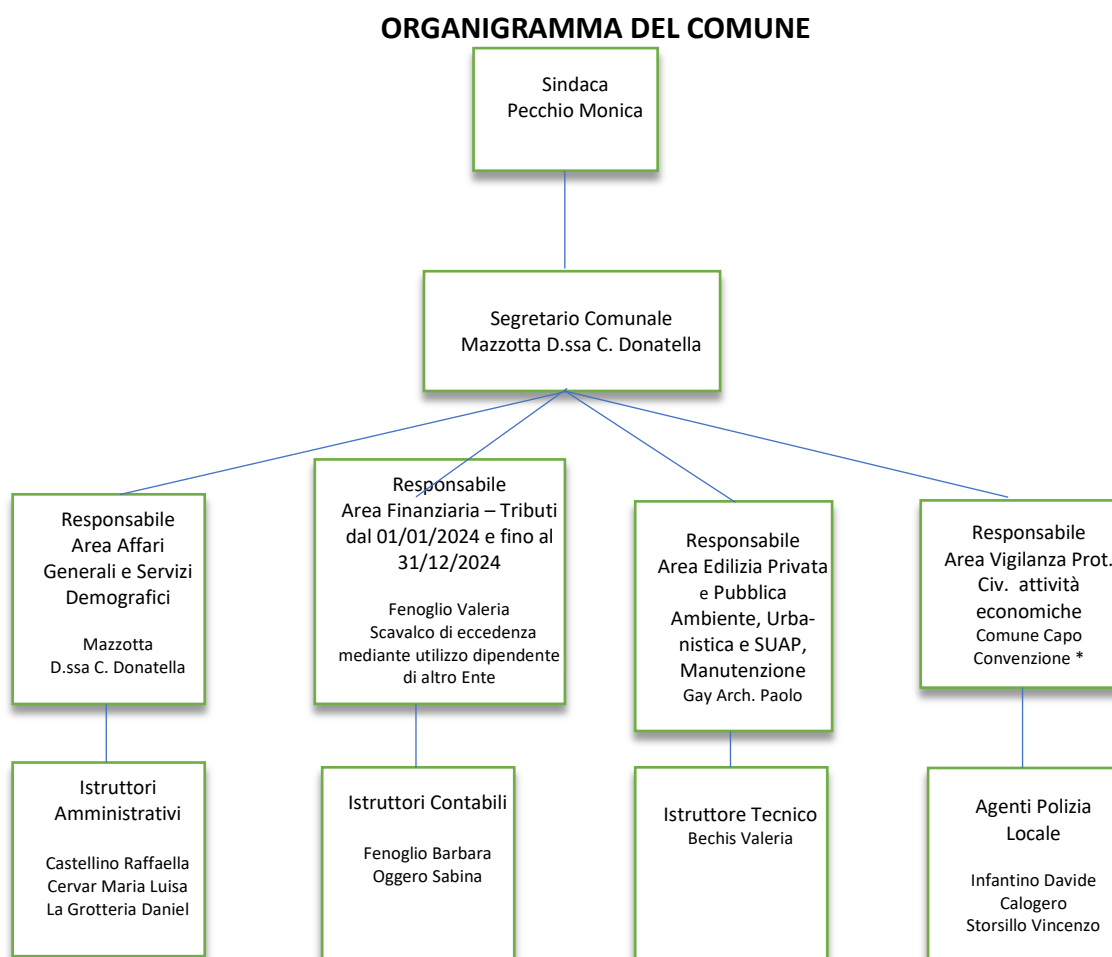 ORGANIGRAMMA DEL COMUNE
Sindaca
Pecchio Monica
Segretario Comunale
Mazzotta D.ssa C. Donatella
Responsabile
Area Affari
Generali e Servizi
Demografici
Mazzotta
D.ssa C. Donatella
Responsabile
Area Finanziaria – Tributi
dal 01/01/2024 e fino al
31/12/2024
Fenoglio Valeria
Scavalco di eccedenza
mediante utilizzo dipendente
di altro Ente
Responsabile
Area Edilizia Privata
e Pubblica
Ambiente, Urba-
nistica e SUAP,
Manutenzione
Gay Arch. Paolo
Responsabile
Area Vigilanza Prot.
Civ. attività
economiche
Comune Capo
Convenzione *
Istruttori
Amministrativi
Castellino Raffaella
Cervar Maria Luisa
La Grotteria Daniel
Istruttori Contabili
Fenoglio Barbara
Oggero Sabina
Istruttore Tecnico
Bechis Valeria
Agenti Polizia
Locale
Infantino Davide
Calogero
Storsillo Vincenzo